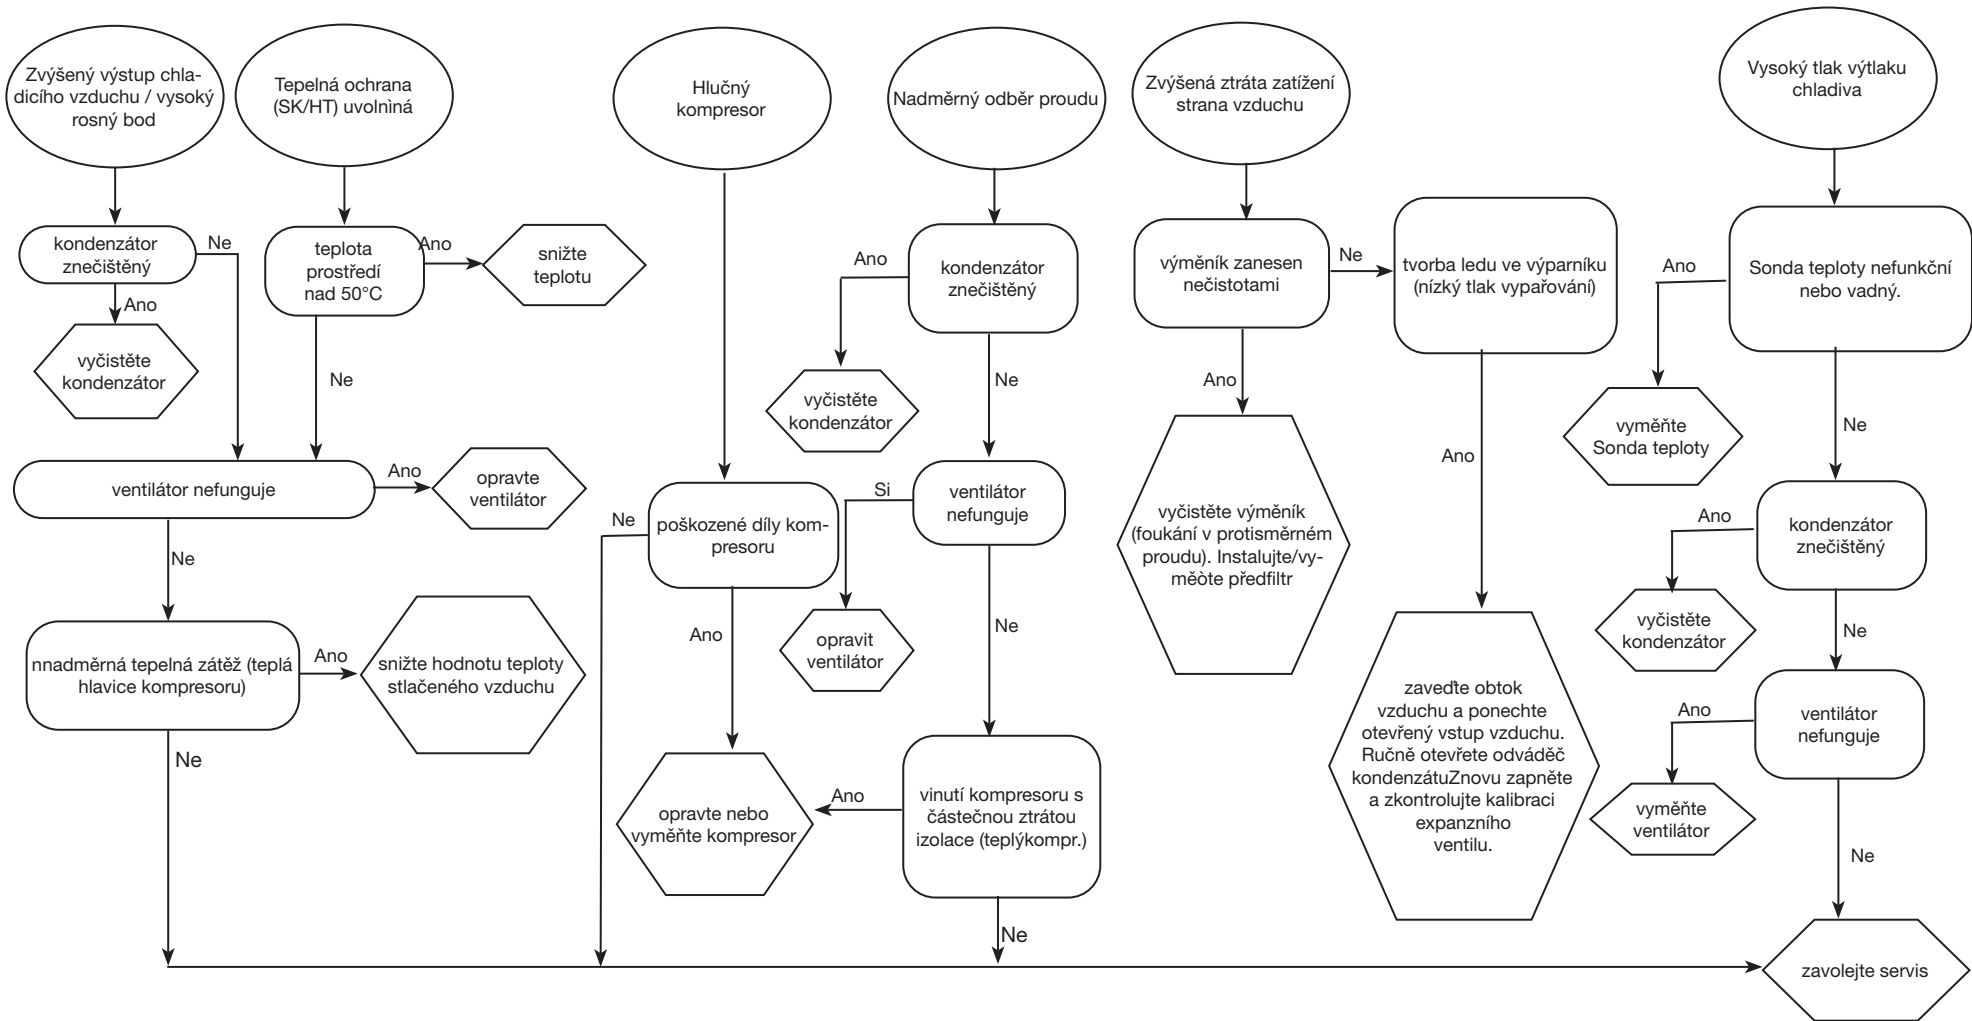 Zvýšený výstup chla-
dicího vzduchu / vysoký
rosný bod
Tepelná ochrana
(SK/HT) uvolnìná
Hlučný
kompresor
Nadměrný odběr proudu
Zvýšená ztráta zatížení
strana vzduchu
Vysoký tlak výtlaku
chladiva
kondenzátor
znečištěný
Ne
Ano
vyčistěte
kondenzátor
teplota
prostředí
nad 50°C
Ano
snižte
teplotu
Ne
ventilátor nefunguje
Ano
opravte
ventilátor
Ne
nnadměrná tepelná zátěž (teplá
hlavice kompresoru)
Ano
snižte hodnotu teploty
stlačeného vzduchu
Ne
poškozené díly kom-
presoru
Ne
Ano
opravte nebo
vyměňte kompresor
kondenzátor
znečištěný
Ano
vyčistěte
kondenzátor
Ne
ventilátor
nefunguje
Si
opravit
ventilátor
Ne
vinutí kompresoru s
částečnou ztrátou
izolace (teplýkompr.)
Ano
Ne
výměník zanesen
nečistotami
Ne
Ano
vyčistěte výměník
(foukání v protisměrném
proudu). Instalujte/vy-
měòte předfiltr
tvorba ledu ve výparníku
(nízký tlak vypařování)
Ano
zaveďte obtok
vzduchu a ponechte
otevřený vstup vzduchu.
Ručně otevřete odváděč
kondenzátuZnovu zapněte
a zkontrolujte kalibraci
expanzního
ventilu.
Sonda teploty nefunkční
nebo vadný.
Ano
vyměňte
Sonda teploty
Ne
kondenzátor
znečištěný
Ano
vyčistěte
kondenzátor
Ne
ventilátor
nefunguje
Ano
vyměňte
ventilátor
Ne
zavolejte servis